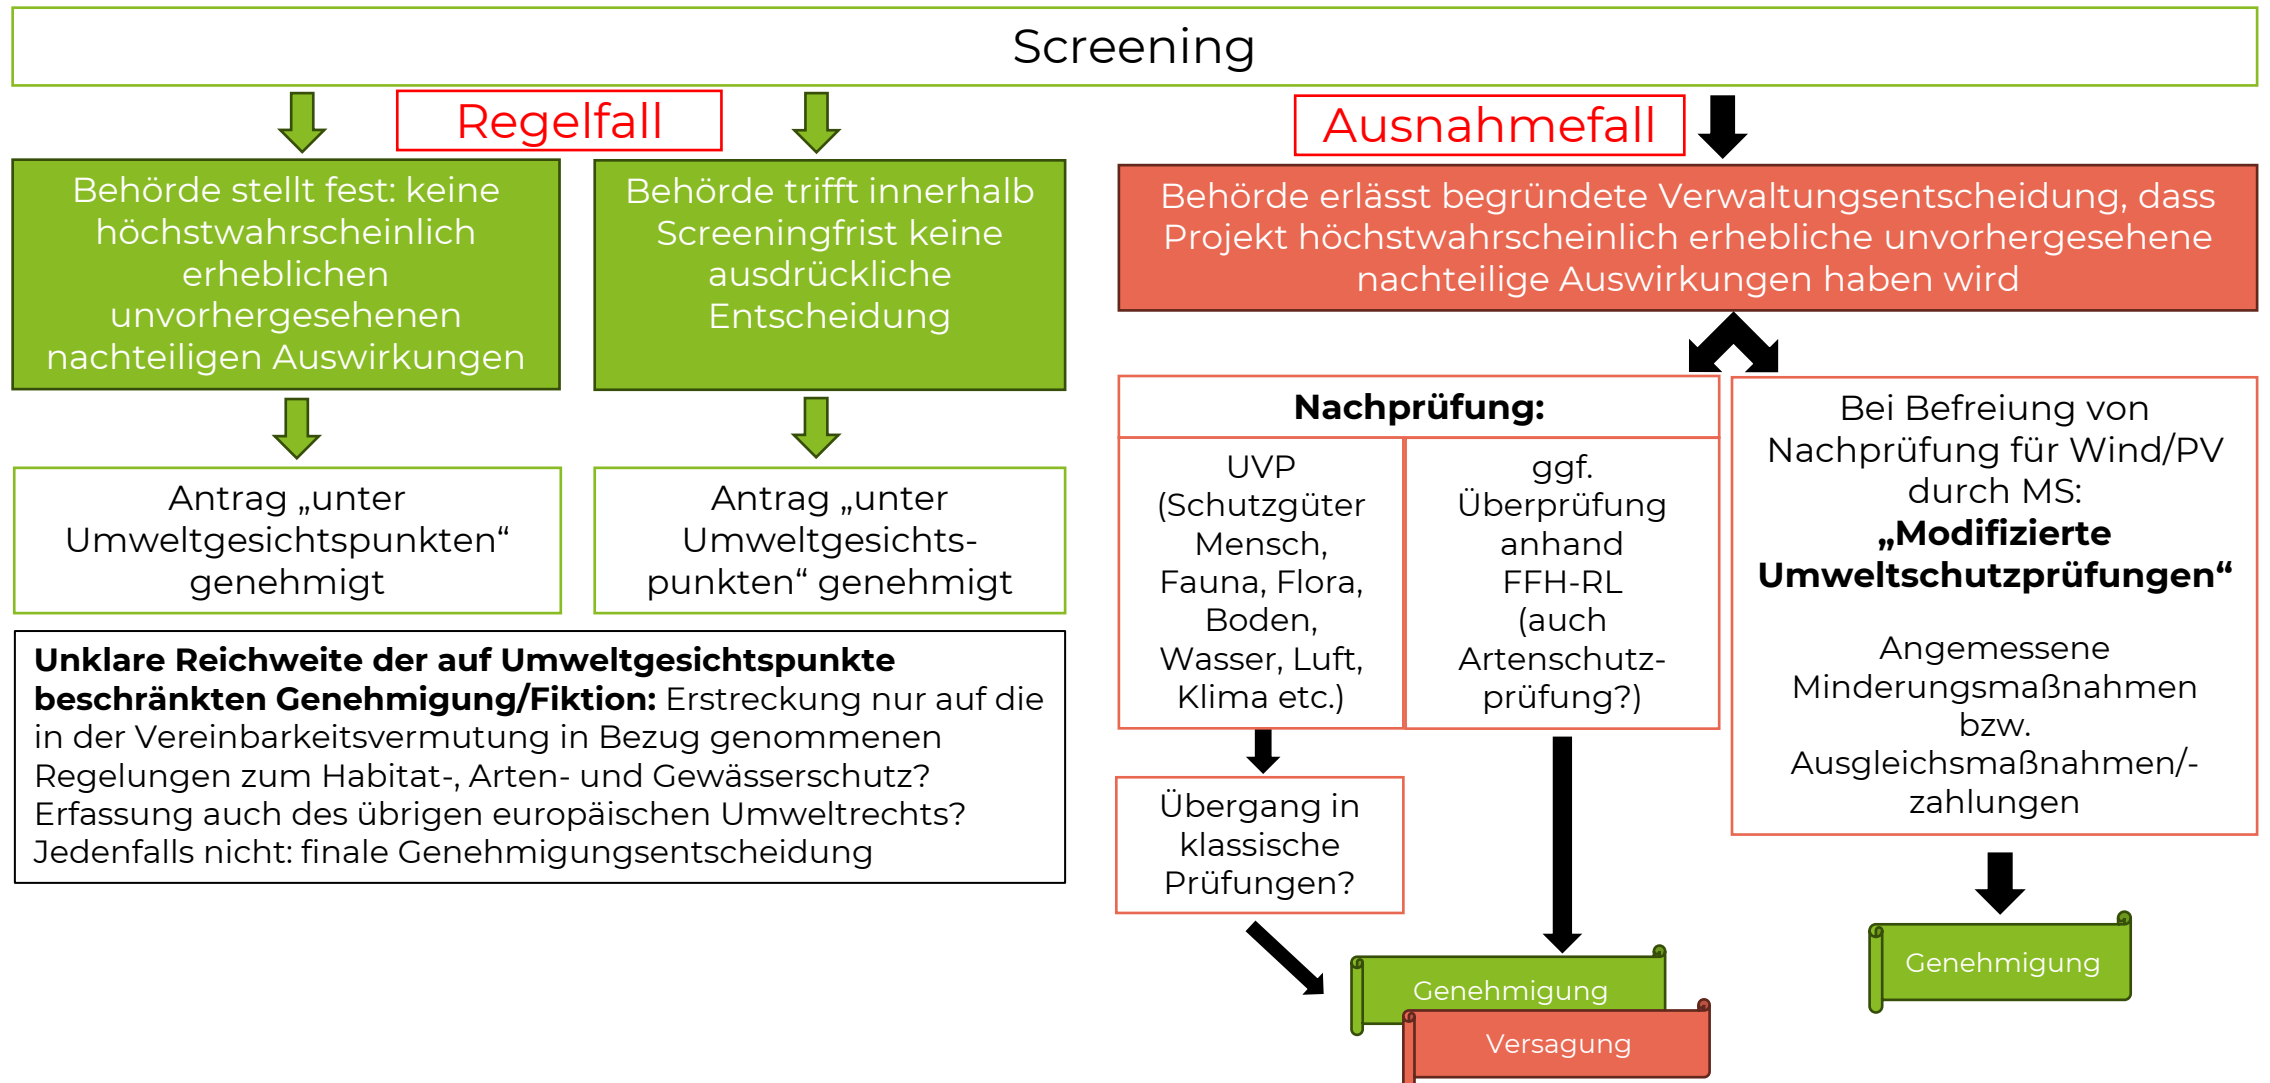 Screening
Regelfall
Ausnahmefall
Behörde stellt fest: keine
höchstwahrscheinlich
erheblichen
unvorhergesehenen
nachteiligen Auswirkungen
Behörde trifft innerhalb
Screeningfrist keine
ausdrückliche
Entscheidung
Behörde erlässt begründete Verwaltungsentscheidung, dass
Projekt höchstwahrscheinlich erhebliche unvorhergesehene
nachteilige Auswirkungen haben wird
Antrag „unter
Umweltgesichtspunkten“
genehmigt
Antrag „unter
Umweltgesichts-
punkten“ genehmigt
Unklare Reichweite der auf Umweltgesichtspunkte
beschränkten Genehmigung/Fiktion: Erstreckung nur auf die
in der Vereinbarkeitsvermutung in Bezug genommenen
Regelungen zum Habitat-, Arten- und Gewässerschutz?
Erfassung auch des übrigen europäischen Umweltrechts?
Jedenfalls nicht: finale Genehmigungsentscheidung
Nachprüfung:
UVP
(Schutzgüter
Mensch,
Fauna, Flora,
Boden,
Wasser, Luft,
Klima etc.)
ggf.
Überprüfung
anhand
FFH-RL
(auch
Artenschutz-
prüfung?)
Übergang in
klassische
Prüfungen?
Bei Befreiung von
Nachprüfung für Wind/PV
durch MS:
„Modifizierte
Umweltschutzprüfungen“
Angemessene
Minderungsmaßnahmen
bzw.
Ausgleichsmaßnahmen/-
zahlungen
Genehmigung
Versagung
Genehmigung